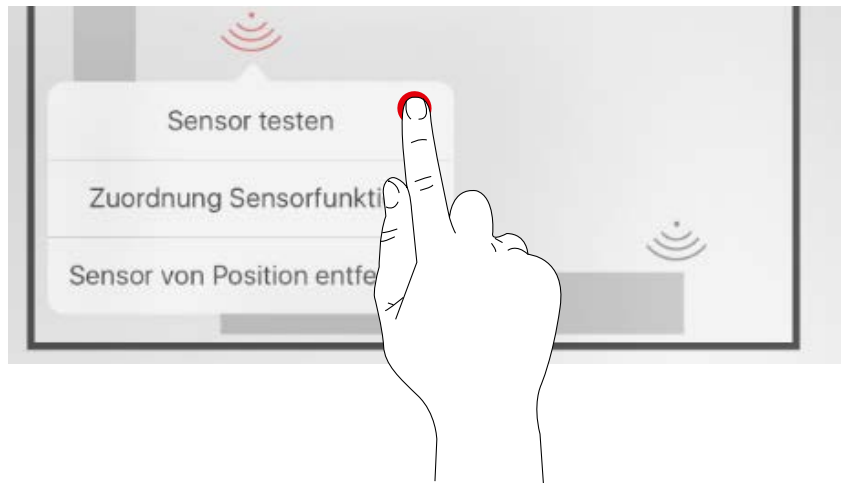 Sensor testen
Zuordnung Sensorfunkti
Sensor von Position entfe